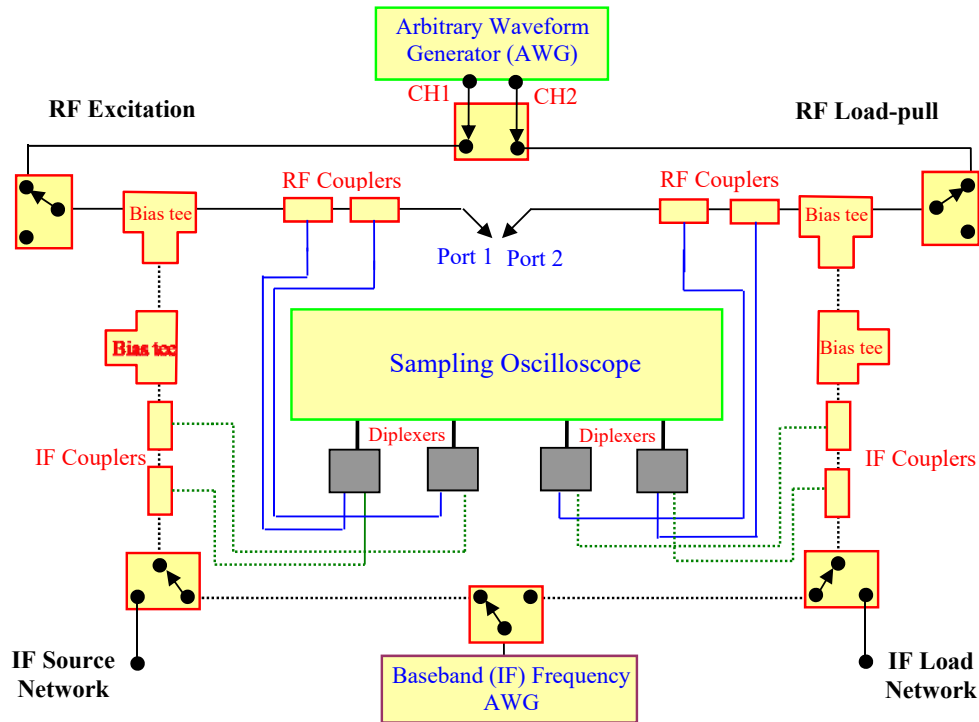 Arbitrary Waveform
Generator (AWG)
CH1
CH2
RF Excitation
RF Load-pull
RF Couplers
RF Couplers
Bias tee
Bias tee
Port 1
Port 2
Bias tee
Bias tee
Sampling Oscilloscope
Diplexers
Diplexers
IF Couplers
IF Couplers
IF Source
Network
IF Load
Network
Baseband (IF) Frequency
AWG